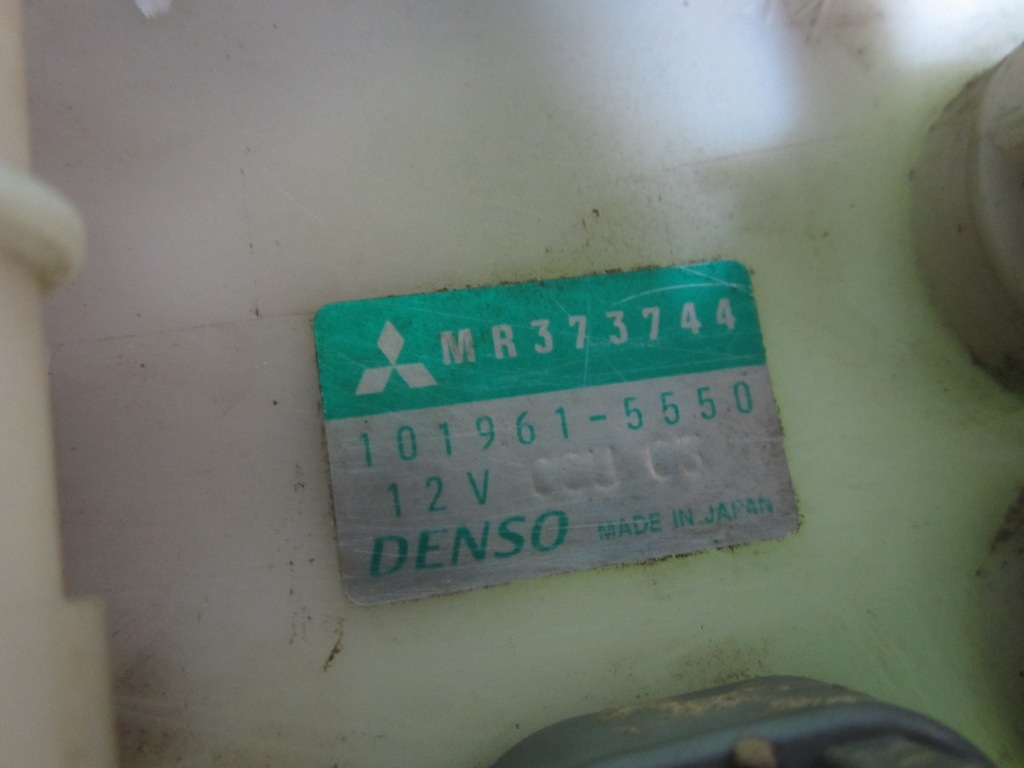 MR373744
101961-5550
12V
DENSO MADE IN JAPAN